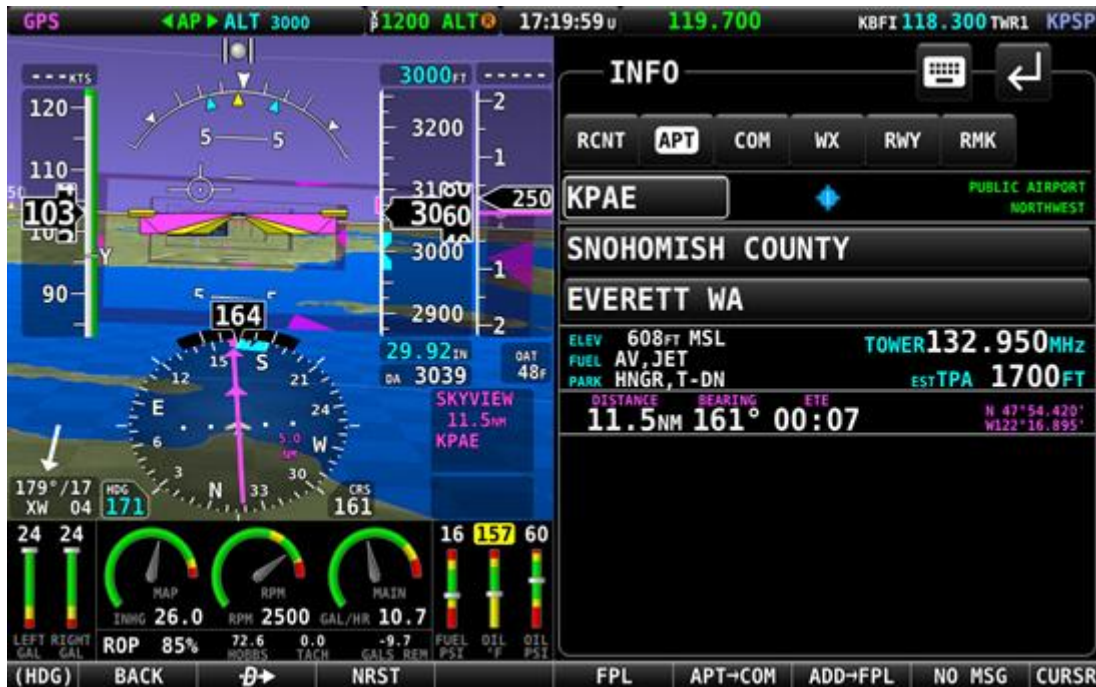 GPS ◄AP► ALT 3000 XP 1200 ALT R 17:19:59 U 119.700 KBFI 118.300 TWR1 KPSP
---KTS
120
110
103
100
90
Y
5 5
5 5
3000FT -----
3200
3100
3060
3000
2900
2
1
250
1
2
29.92IN
DA 3039
OAT
48F
SKYVIEW
11.5NM
KPAE
164
15 S 21
12 24
E W
6 30
3 N 33
5.0
NM
179°/17
XW 04
HDG
171
CRS
161
24 24
LEFT GAL
RIGHT GAL
MAP
INHG 26.0
RPM
RPM 2500
MAIN
GAL/HR 10.7
ROP 85%
72.6
HOBBS
0.0
TACH
-9.7
GALS REM
16 157 60
FUEL PSI
OIL °F
OIL PSI
INFO
RCNT APT COM WX RWY RMK
KPAE
PUBLIC AIRPORT
NORTHWEST
SNOHOMISH COUNTY
EVERETT WA
ELEV 608FT MSL
FUEL AV,JET
PARK HNGR,T-DN
TOWER 132.950MHz
EST TPA 1700FT
DISTANCE BEARING ETE
11.5NM 161° 00:07
N 47°54.420'
W122°16.895'
(HDG) BACK D→ NRST FPL APT→COM ADD→FPL NO MSG CURSR